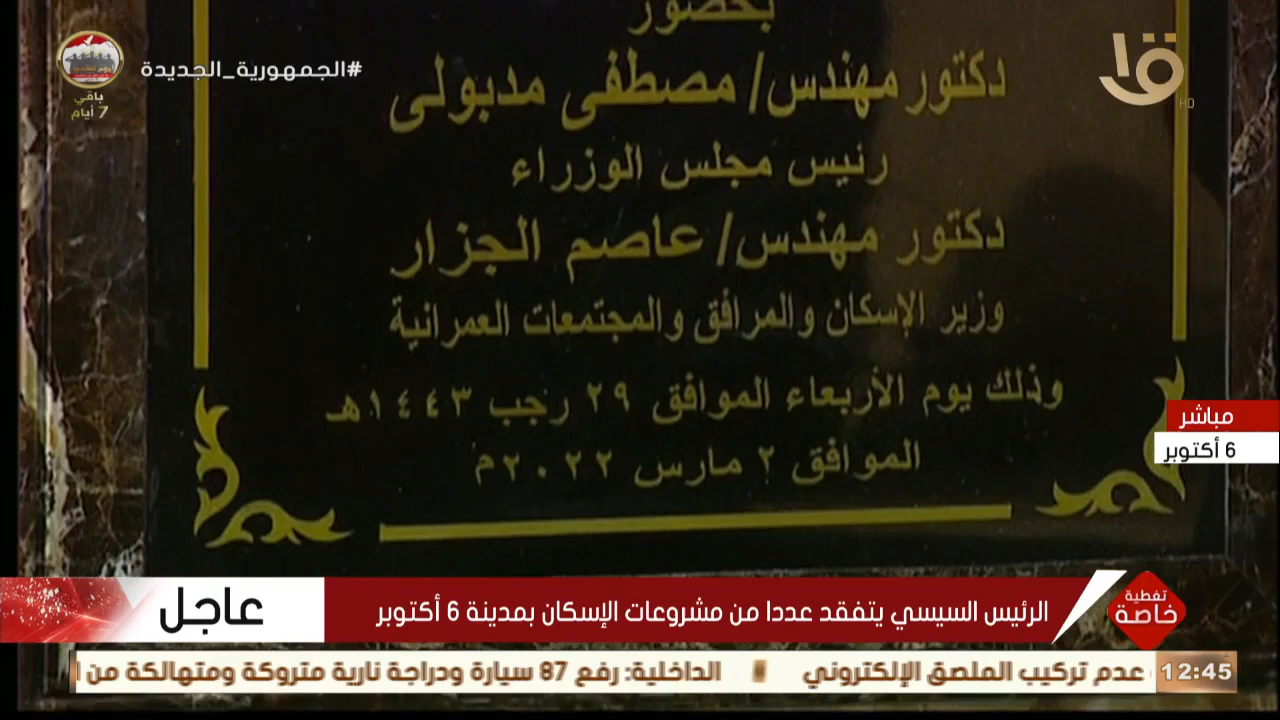 بحضور
دكتور مهندس/ مصطفى مدبولى
رئيس مجلس الوزراء
دكتور مهندس/ عاصم الجزار
وزير الإسكان والمرافق والمجتمعات العمرانية
وذلك يوم الأربعاء الموافق ٢٩ رجب ١٤٤٣هـ
الموافق ٢ مارس ٢٠٢٢م
#الجمهورية_الجديدة
باقي
7 أيام
HD
مباشر
6 أكتوبر
تغطية
خاصة
الرئيس السيسي يتفقد عددا من مشروعات الإسكان بمدينة 6 أكتوبر
عاجل
12:45
عدم تركيب الملصق الإلكتروني
الداخلية: رفع 87 سيارة ودراجة نارية متروكة ومتهالكة من